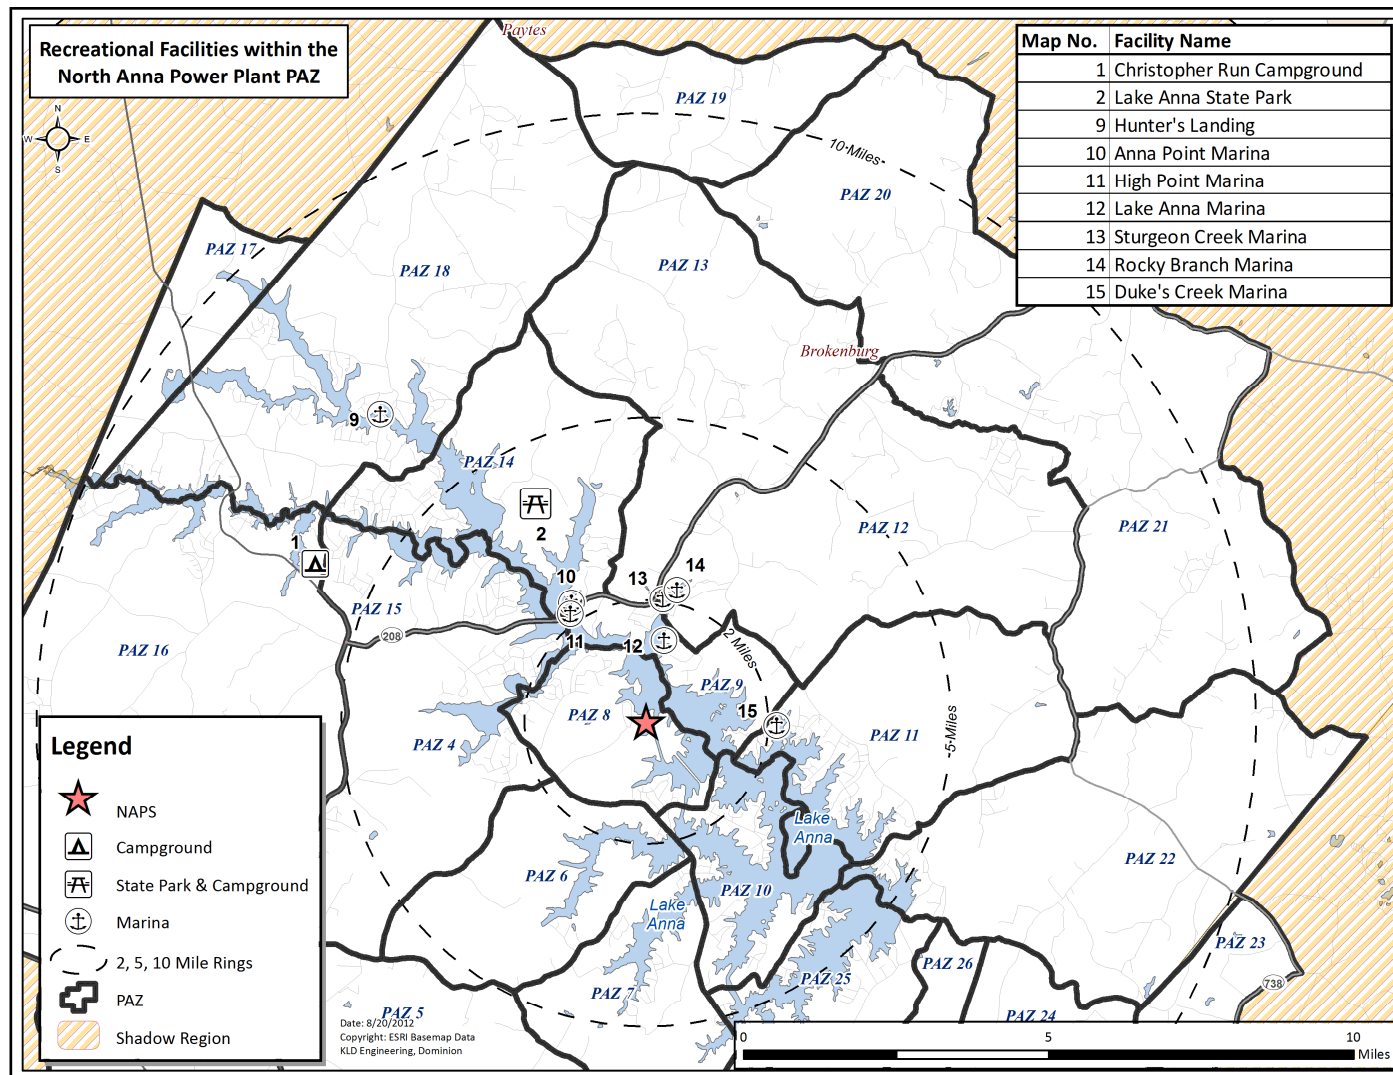 Recreational Facilities within the
North Anna Power Plant PAZ
Map No. Facility Name
1 Christopher Run Campground
2 Lake Anna State Park
9 Hunter's Landing
10 Anna Point Marina
11 High Point Marina
12 Lake Anna Marina
13 Sturgeon Creek Marina
14 Rocky Branch Marina
15 Duke's Creek Marina
N
W E
S
Paytes
PAZ 19
10 Miles
PAZ 20
PAZ 17
PAZ 18
PAZ 13
Brokenburg
9
PAZ 14
2
PAZ 12
PAZ 21
1
10
13
14
PAZ 15
208
11
12
2 Miles
PAZ 16
PAZ 9
PAZ 8
15
PAZ 4
PAZ 11
5 Miles
Lake
Anna
PAZ 6
PAZ 10
PAZ 22
Lake
Anna
PAZ 23
PAZ 26
PAZ 25
738
PAZ 7
PAZ 5
PAZ 24
Legend
NAPS
Campground
State Park & Campground
Marina
2, 5, 10 Mile Rings
PAZ
Shadow Region
Date: 8/20/2012
Copyright: ESRI Basemap Data
KLD Engineering, Dominion
0 5 10
Miles